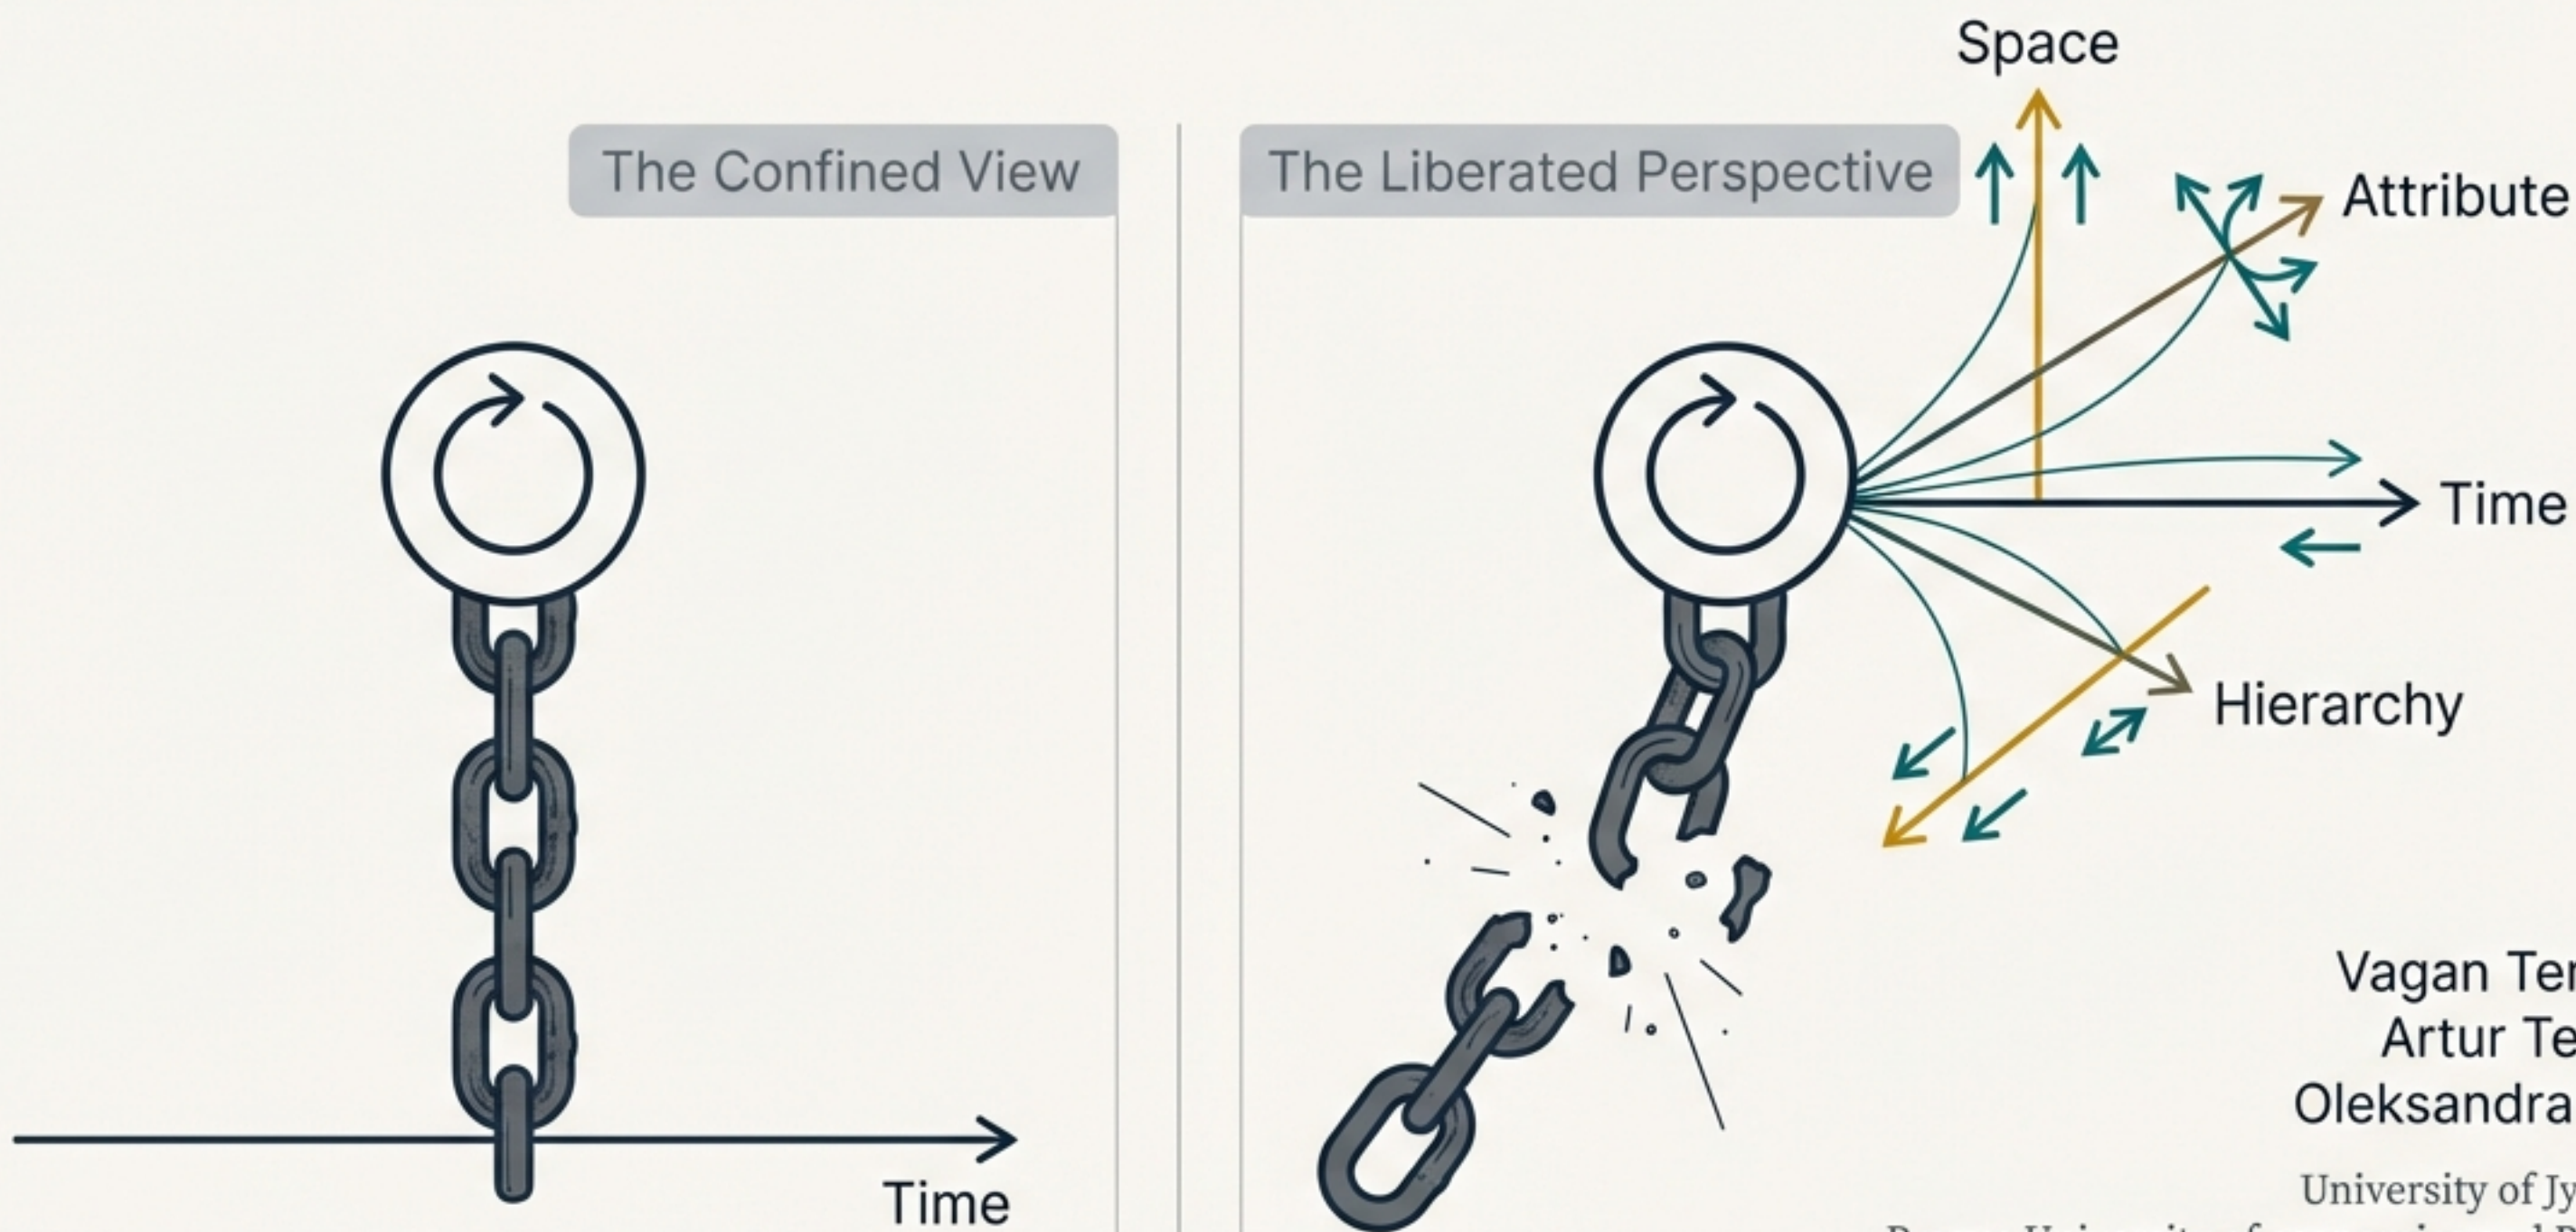 The Confined View
Time
The Liberated Perspective
Space
Attribute
Time
Hierarchy
Vagan
Artur
Oleksandra
University of